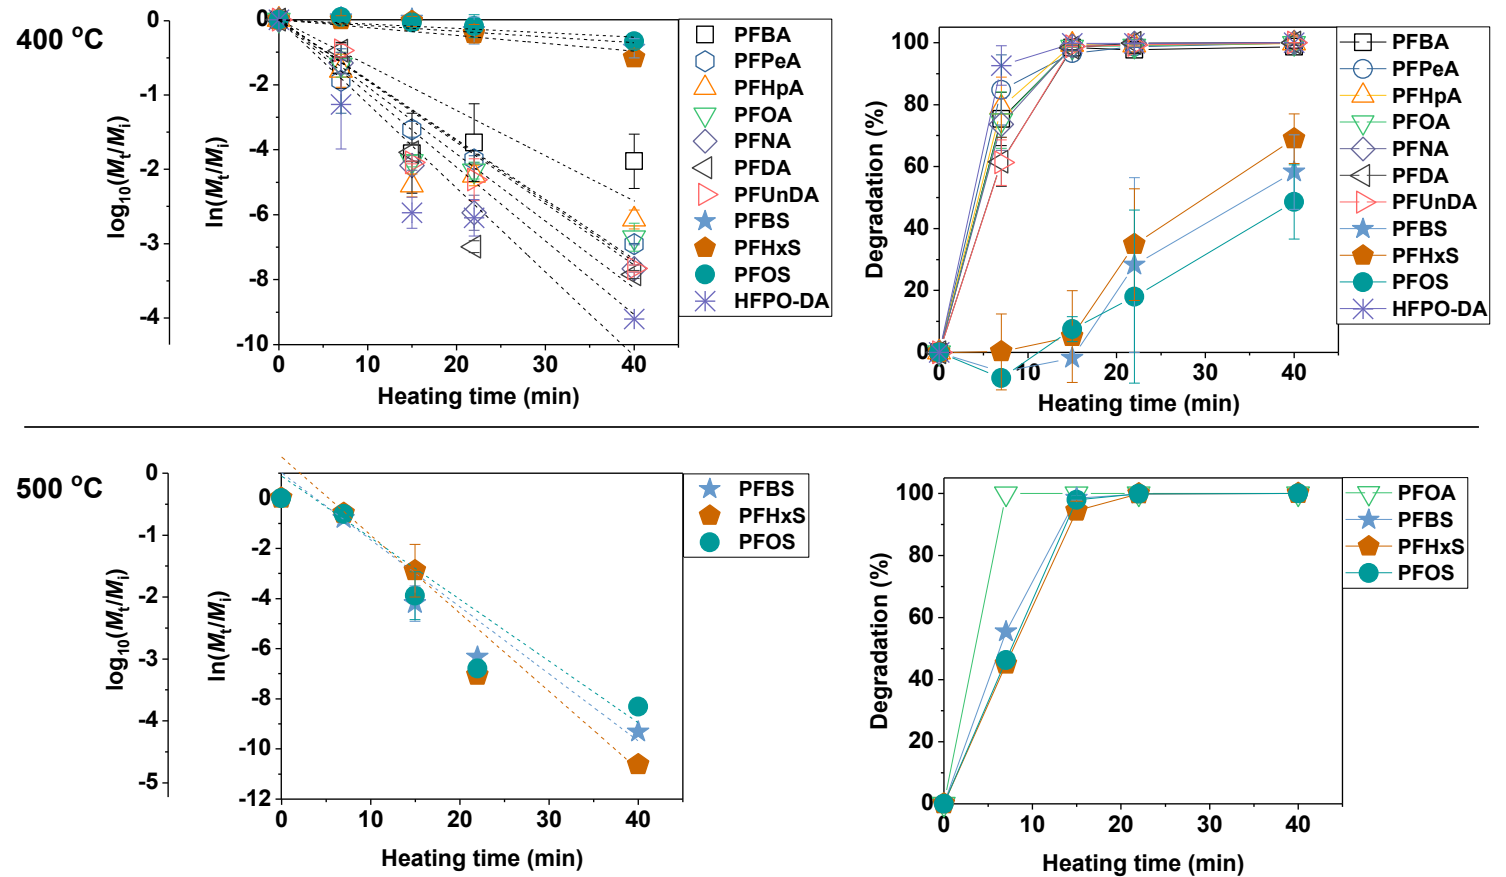 400 °C
log10(Mt/Mi)
0
-1
-2
-3
-4
ln(Mt/Mi)
0
-2
-4
-6
-8
-10
0 10 20 30 40
Heating time (min)
PFBA
PFPeA
PFHpA
PFOA
PFNA
PFDA
PFUnDA
PFBS
PFHxS
PFOS
HFPO-DA
Degradation (%)
100
80
60
40
20
0
0 10 20 30 40
Heating time (min)
PFBA
PFPeA
PFHpA
PFOA
PFNA
PFDA
PFUnDA
PFBS
PFHxS
PFOS
HFPO-DA
500 °C
log10(Mt/Mi)
0
-1
-2
-3
-4
-5
ln(Mt/Mi)
0
-2
-4
-6
-8
-10
-12
0 10 20 30 40
Heating time (min)
PFBS
PFHxS
PFOS
Degradation (%)
100
80
60
40
20
0
0 10 20 30 40
Heating time (min)
PFOA
PFBS
PFHxS
PFOS